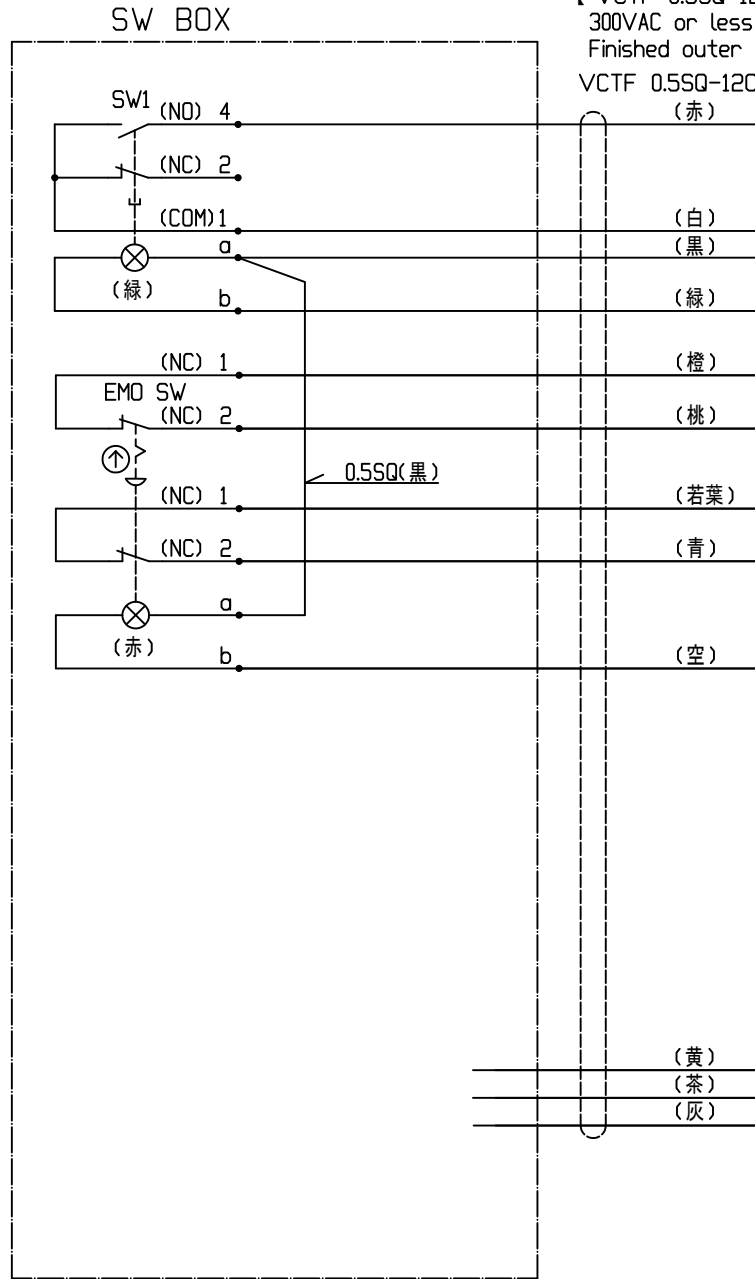 SW BOX
300VAC or less
Finished outer
VCTF 0.5SQ-12C
SW1
(NO) 4
(赤)
(NC) 2
(COM) 1
(白)
a
(黒)
(緑)
b
(緑)
(NC) 1
(橙)
EMO SW
(NC) 2
(桃)
0.5SQ(黒)
(NC) 1
(若葉)
(NC) 2
(青)
a
(赤)
b
(空)
(黄)
(茶)
(灰)